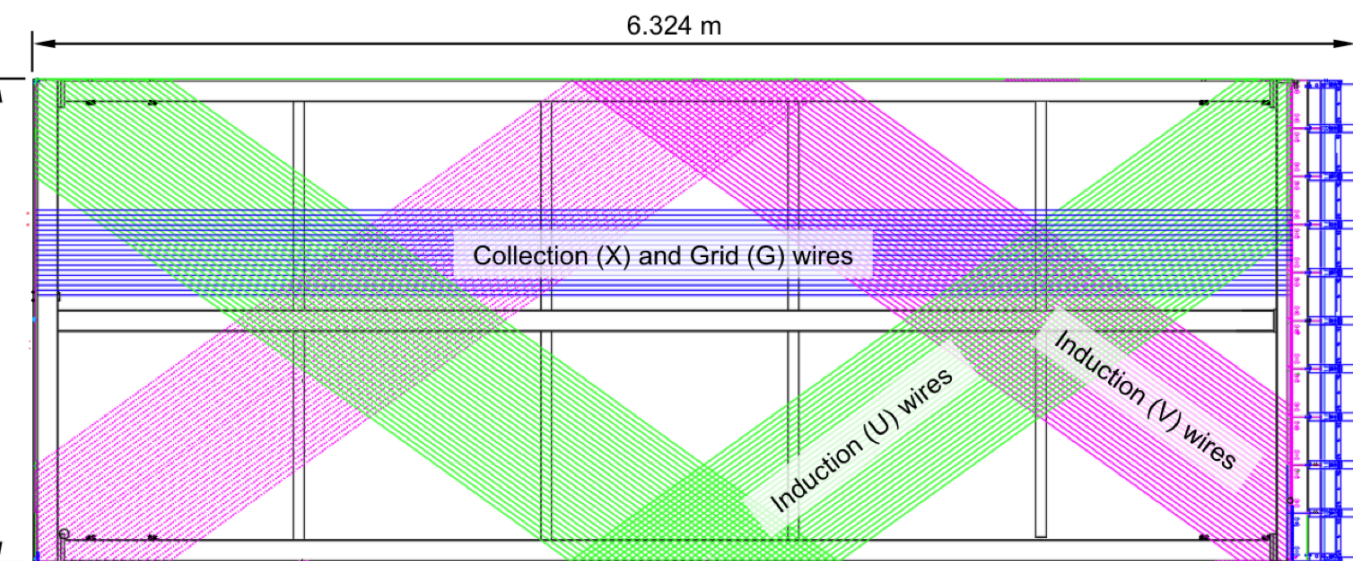 6.324 m
Collection (X) and Grid (G) wires
Induction (V) wires
Induction (U) wires